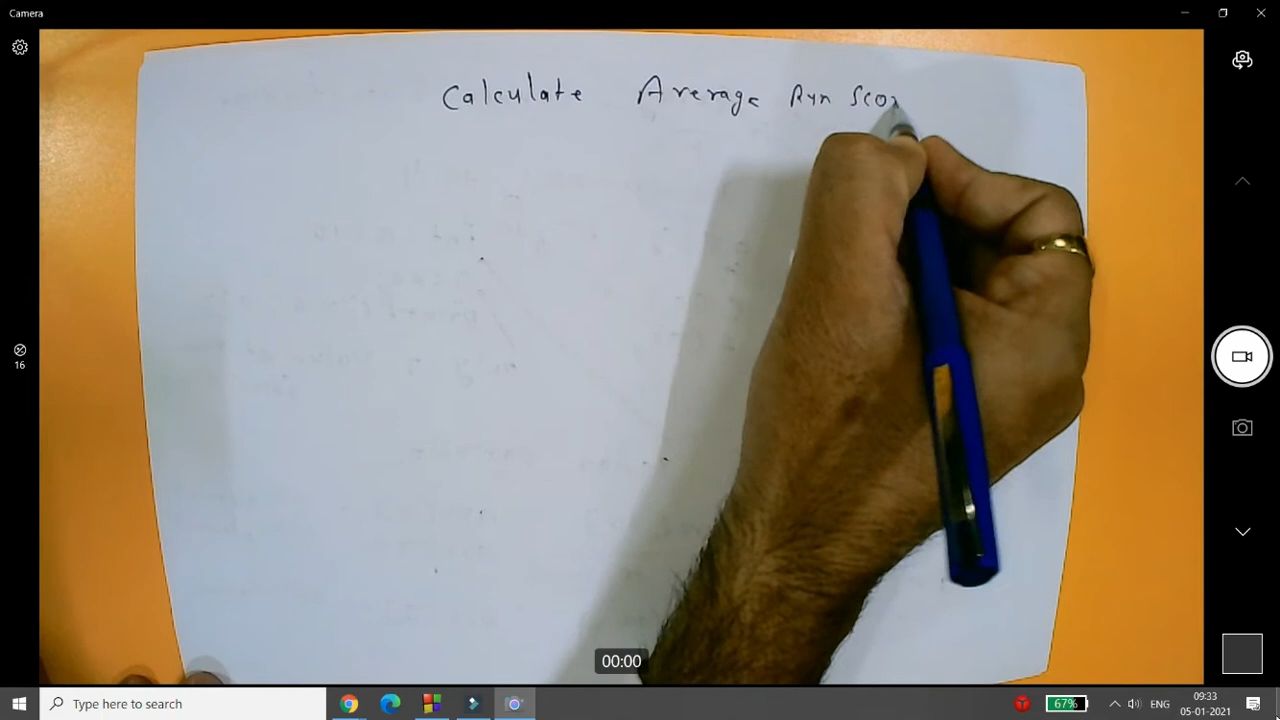 Camera
Calculate Average Run Scor
16
00:00
Type here to search
67%
ENG
09:33
05-01-2021